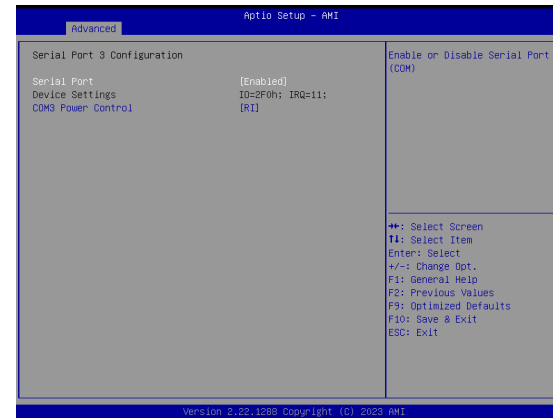 Aptio Setup - AMI
Advanced
Serial Port 3 Configuration
Serial Port [Enabled]
Device Settings IO=2F0h; IRQ=11;
COM3 Power Control [RI]
Enable or Disable Serial Port
(COM)
→←: Select Screen
↑↓: Select Item
Enter: Select
+/-: Change Opt.
F1: General Help
F2: Previous Values
F9: Optimized Defaults
F10: Save & Exit
ESC: Exit
Version 2.22.1288 Copyright (C) 2023 AMI